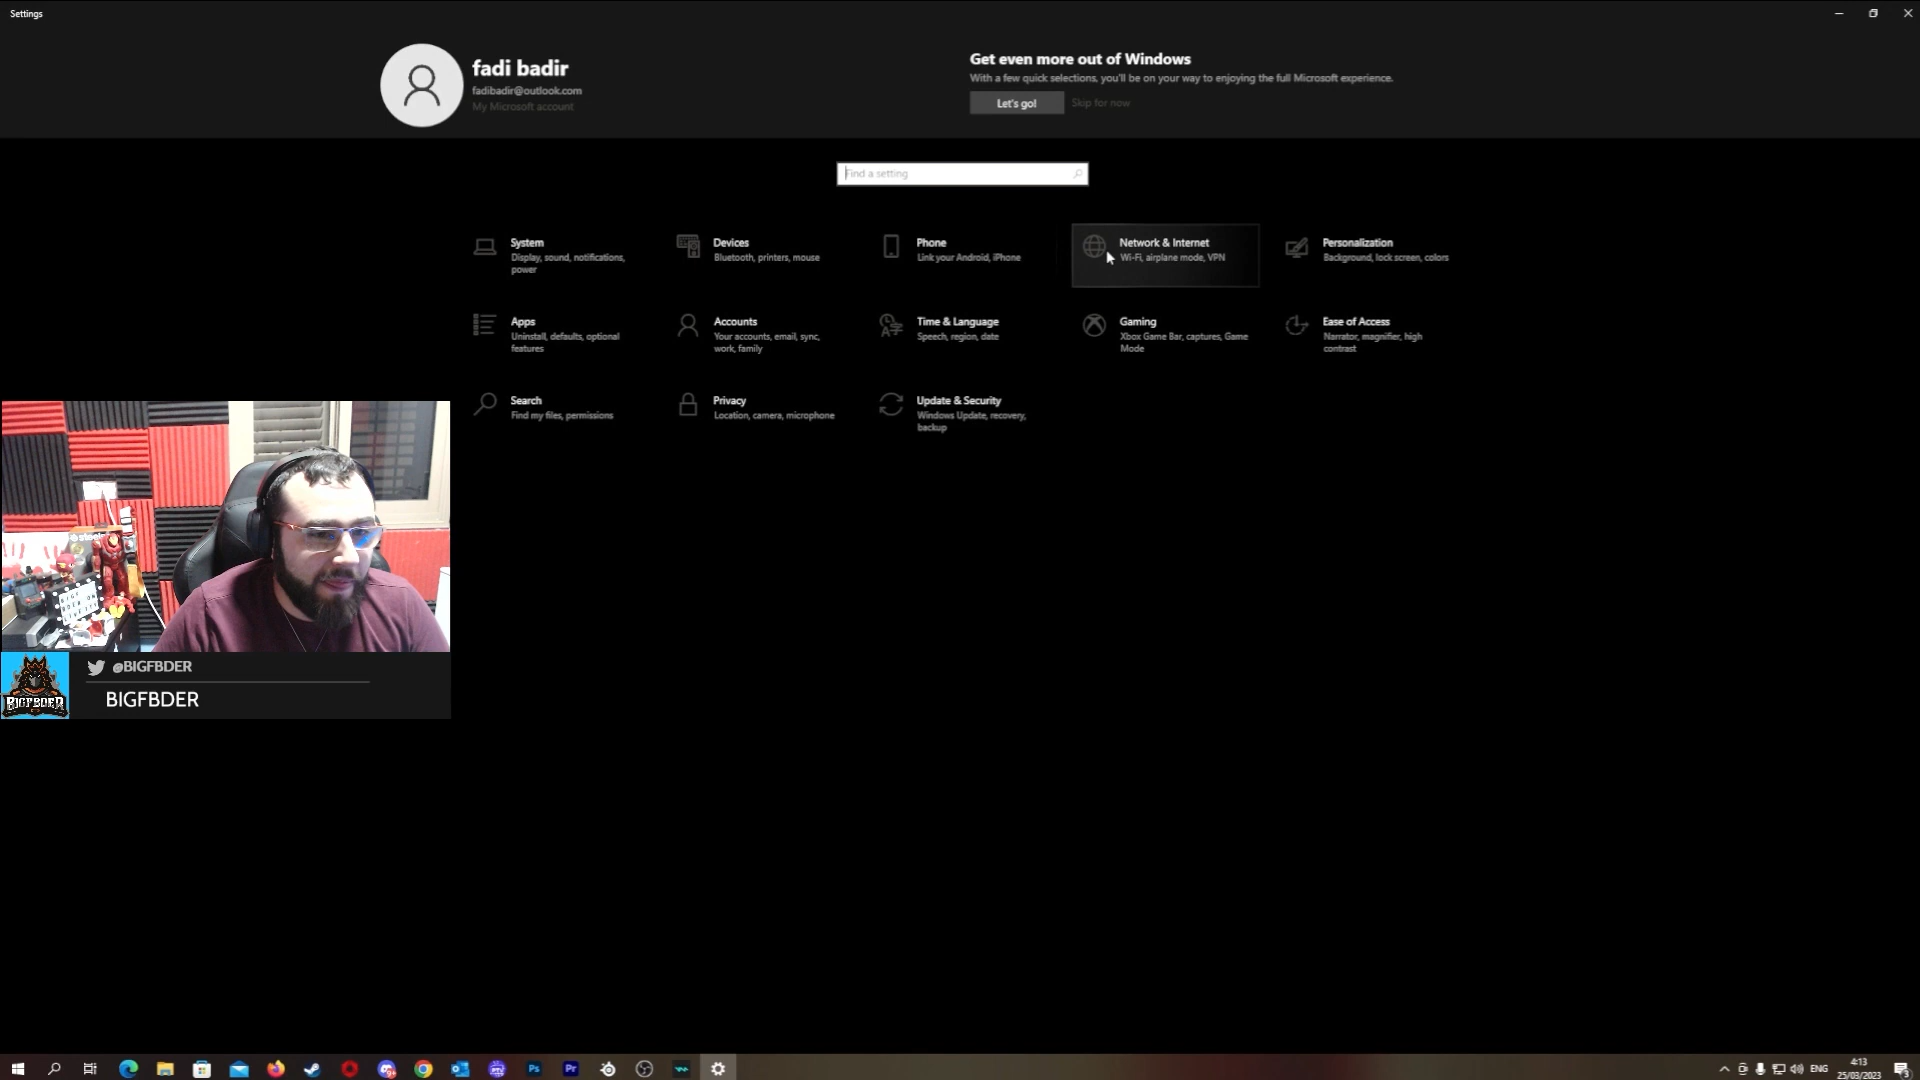 Settings
fadi badir
fadibadir@outlook.com
My Microsoft account
Get even more out of Windows
With a few quick selections, you'll be on your way to enjoying the full Microsoft experience.
Let's go!
Skip for now
Find a setting
System
Display, sound, notifications,
power
Devices
Bluetooth, printers, mouse
Phone
Link your Android, iPhone
Network & Internet
Wi-Fi, airplane mode, VPN
Personalization
Background, lock screen, colors
Apps
Uninstall, defaults, optional
features
Accounts
Your accounts, email, sync,
work, family
Time & Language
Speech, region, date
Gaming
Xbox Game Bar, captures, Game
Mode
Ease of Access
Narrator, magnifier, high
contrast
Search
Find my files, permissions
Privacy
Location, camera, microphone
Update & Security
Windows Update, recovery,
backup
@BIGFBDER
BIGFBDER
BIGFBDER
Ps
Pr
ENG
4:13
25/03/2023
3